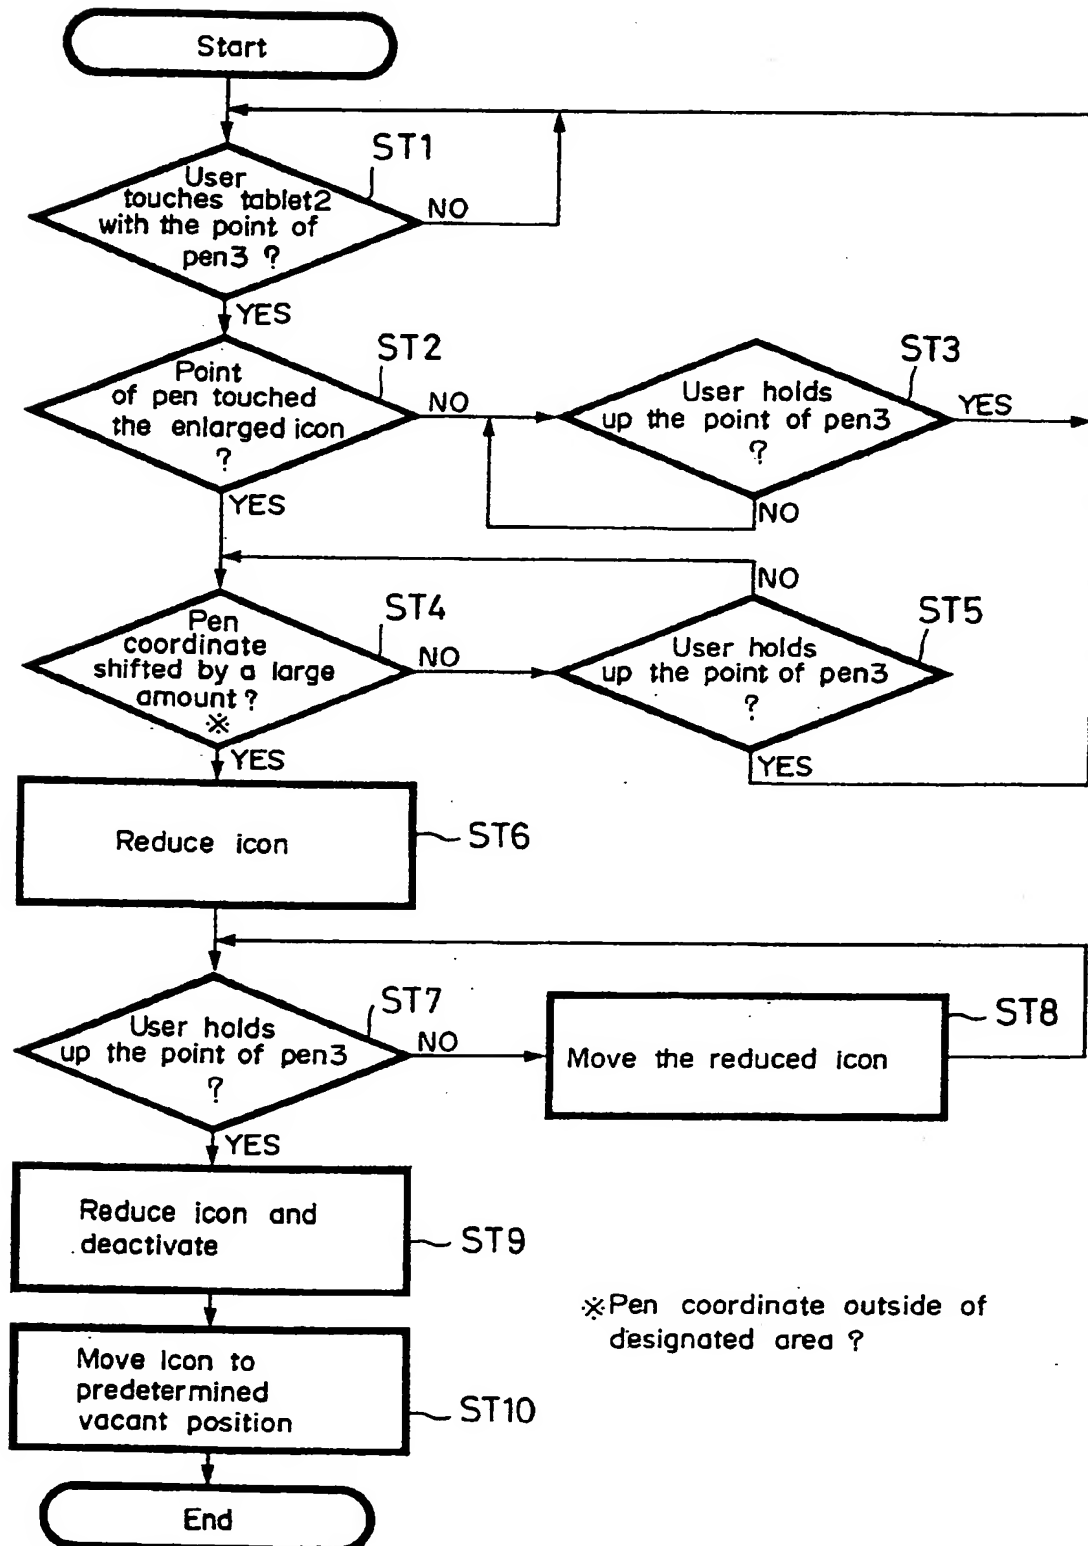 Start
ST1
User
touches tablet2
with the point of
pen3 ?
NO
YES
ST2
Point
of pen touched
the enlarged icon
?
NO
ST3
User holds
up the point of pen3
?
YES
NO
YES
NO
ST4
Pen
coordinate
shifted by a large
amount ?
※
NO
ST5
User holds
up the point of pen3
?
YES
YES
Reduce icon
ST6
ST7
User holds
up the point of pen3
?
NO
ST8
Move the reduced icon
YES
Reduce icon and
deactivate
ST9
※Pen coordinate outside of
designated area ?
Move icon to
predetermined
vacant position
ST10
End